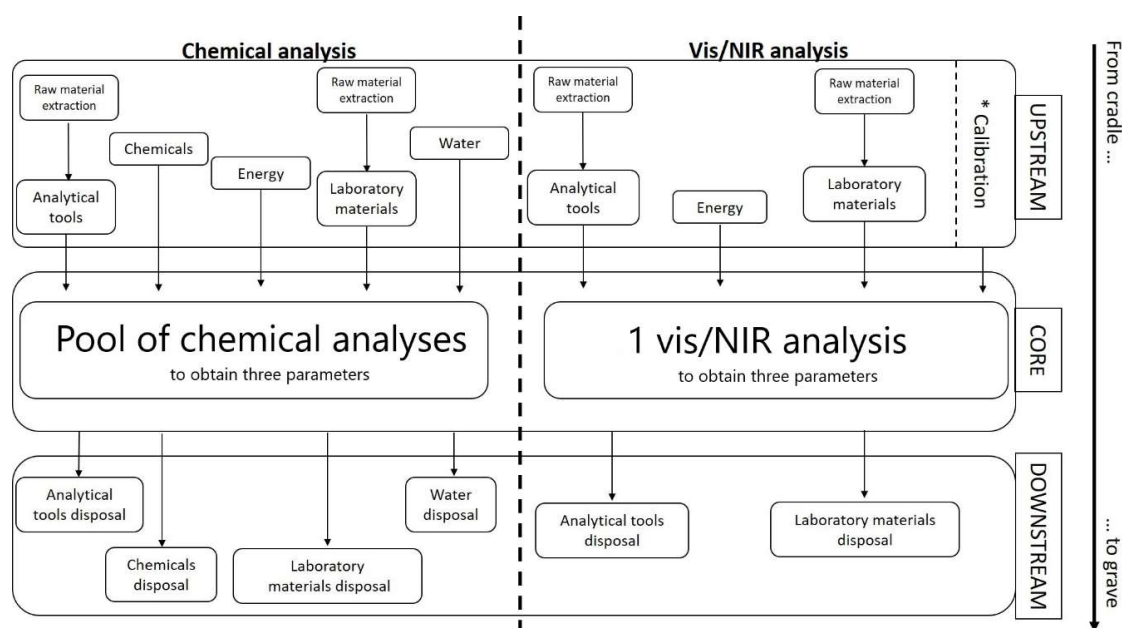 Chemical analysis
Vis/NIR analysis
From cradle ...
Raw material
extraction
Raw material
extraction
Raw material
extraction
Raw material
extraction
* Calibration
UPSTREAM
Chemicals
Water
Energy
Analytical
tools
Laboratory
materials
Analytical
tools
Energy
Laboratory
materials
Pool of chemical analyses
to obtain three parameters
1 vis/NIR analysis
to obtain three parameters
CORE
Analytical
tools disposal
Water
disposal
Analytical tools
disposal
Laboratory materials
disposal
Chemicals
disposal
Laboratory
materials disposal
DOWNSTREAM
... to grave